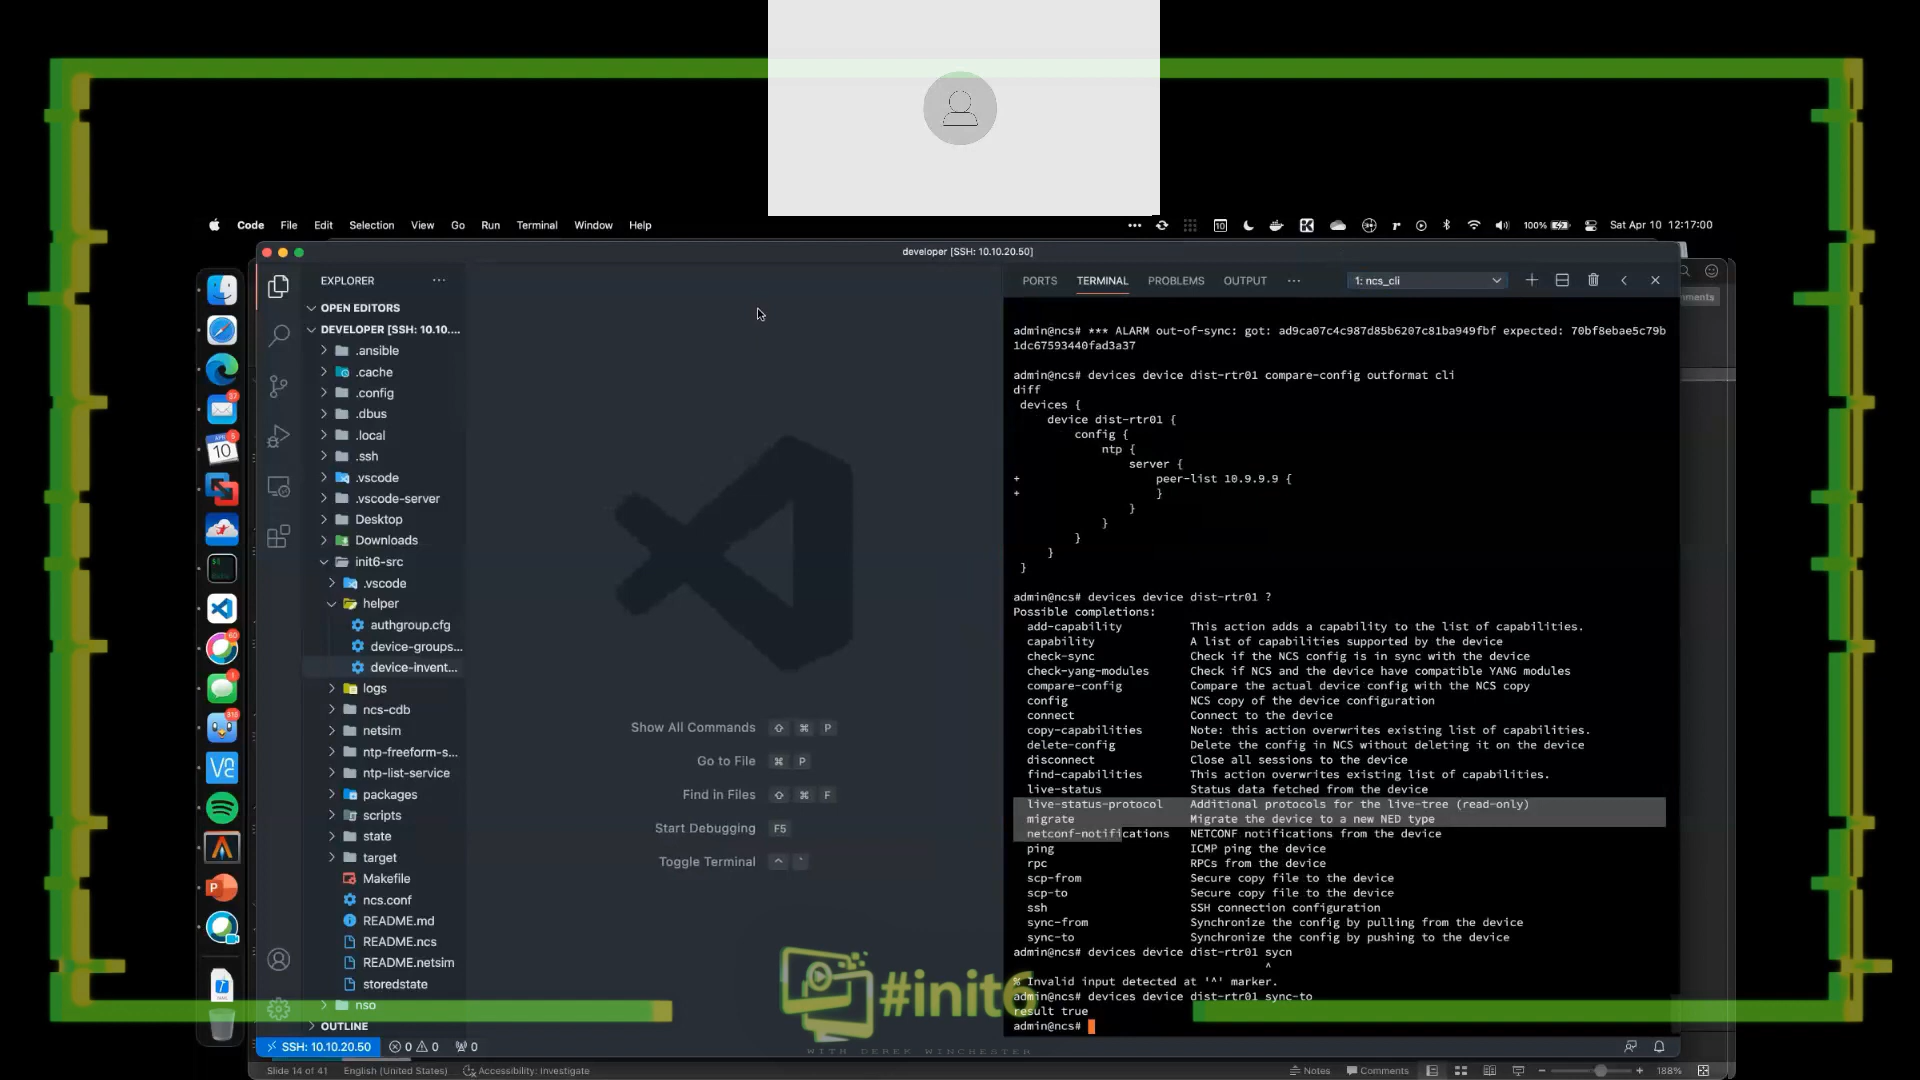 Code File Edit Selection View Go Run Terminal Window Help
10
100%
Sat Apr 10 12:17:00
developer [SSH: 10.10.20.50]
EXPLORER
OPEN EDITORS
DEVELOPER [SSH: 10.10....
.ansible
.cache
.config
.dbus
.local
.ssh
.vscode
.vscode-server
Desktop
Downloads
init6-src
.vscode
helper
authgroup.cfg
device-groups...
device-invent...
logs
ncs-cdb
netsim
ntp-freeform-s...
ntp-list-service
packages
scripts
state
target
Makefile
ncs.conf
README.md
README.ncs
README.netsim
storedstate
nso
OUTLINE
Show All Commands ⇧ ⌘ P
Go to File ⌘ P
Find in Files ⇧ ⌘ F
Start Debugging F5
Toggle Terminal ^ `
PORTS TERMINAL PROBLEMS OUTPUT ··· 1: ncs_cli
admin@ncs# *** ALARM out-of-sync: got: ad9ca07c4c987d85b6207c81ba949fbf expected: 70bf8ebae5c79b
1dc67593440fad3a37
admin@ncs# devices device dist-rtr01 compare-config outformat cli
diff
devices {
device dist-rtr01 {
config {
ntp {
server {
+ peer-list 10.9.9.9 {
+ }
}
}
}
}
}
admin@ncs# devices device dist-rtr01 ?
Possible completions:
add-capability This action adds a capability to the list of capabilities.
capability A list of capabilities supported by the device
check-sync Check if the NCS config is in sync with the device
check-yang-modules Check if NCS and the device have compatible YANG modules
compare-config Compare the actual device config with the NCS copy
config NCS copy of the device configuration
connect Connect to the device
copy-capabilities Note: this action overwrites existing list of capabilities.
delete-config Delete the config in NCS without deleting it on the device
disconnect Close all sessions to the device
find-capabilities This action overwrites existing list of capabilities.
live-status Status data fetched from the device
live-status-protocol Additional protocols for the live-tree (read-only)
migrate Migrate the device to a new NED type
netconf-notifications NETCONF notifications from the device
ping ICMP ping the device
rpc RPCs from the device
scp-from Secure copy file to the device
scp-to Secure copy file to the device
ssh SSH connection configuration
sync-from Synchronize the config by pulling from the device
sync-to Synchronize the config by pushing to the device
admin@ncs# devices device dist-rtr01 sycn
^
% Invalid input detected at '^' marker.
admin@ncs# devices device dist-rtr01 sync-to
result true
admin@ncs#
#init6
WITH DEREK WINCHESTER
SSH: 10.10.20.50 0 0 0
Slide 14 of 41 English (United States) Accessibility: Investigate Notes Comments 188%